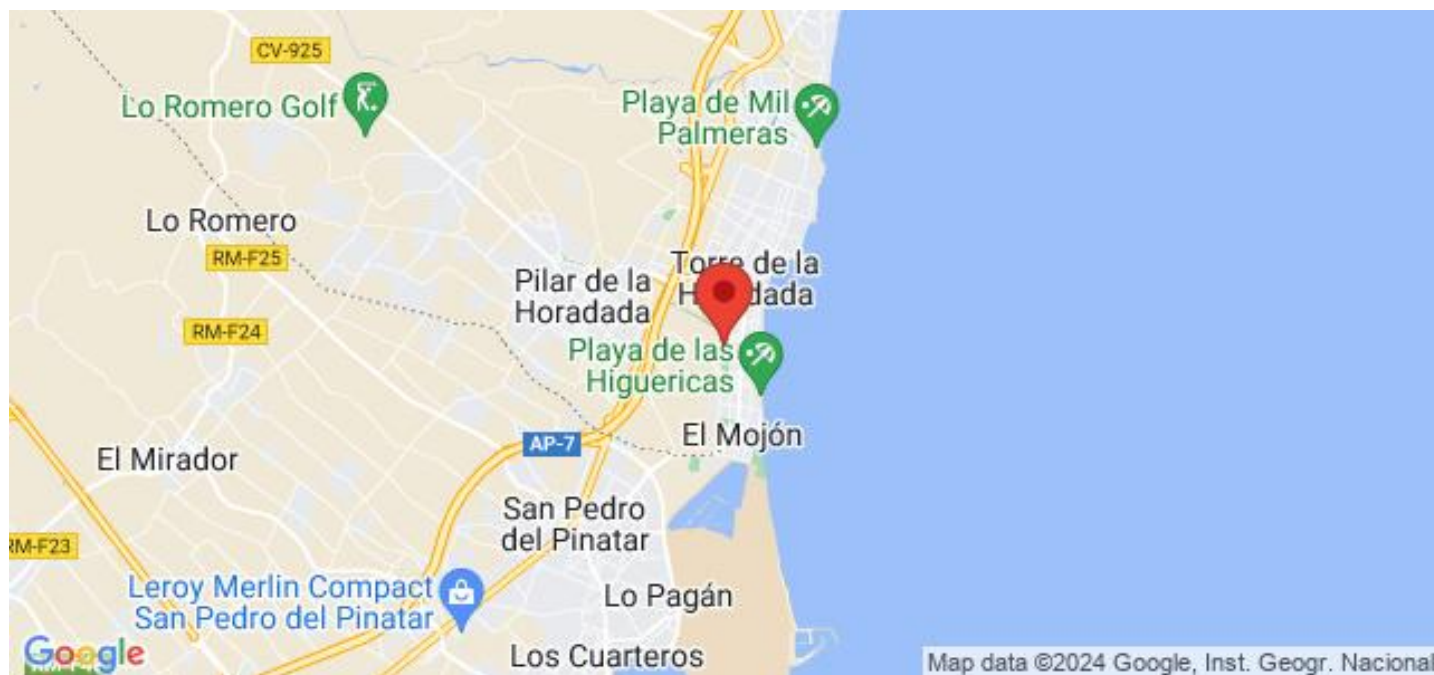 CV-925
Lo Romero Golf
Playa de Mil
Palmeras
Lo Romero
RM-F25
Torre de la
Horadada
Pilar de la
Horadada
RM-F24
Playa de las
Higuericas
El Mojón
AP-7
El Mirador
San Pedro
del Pinatar
RM-F23
Leroy Merlin Compact
San Pedro del Pinatar
Lo Pagán
Los Cuarteros
Google
Map data ©2024 Google, Inst. Geogr. Nacional